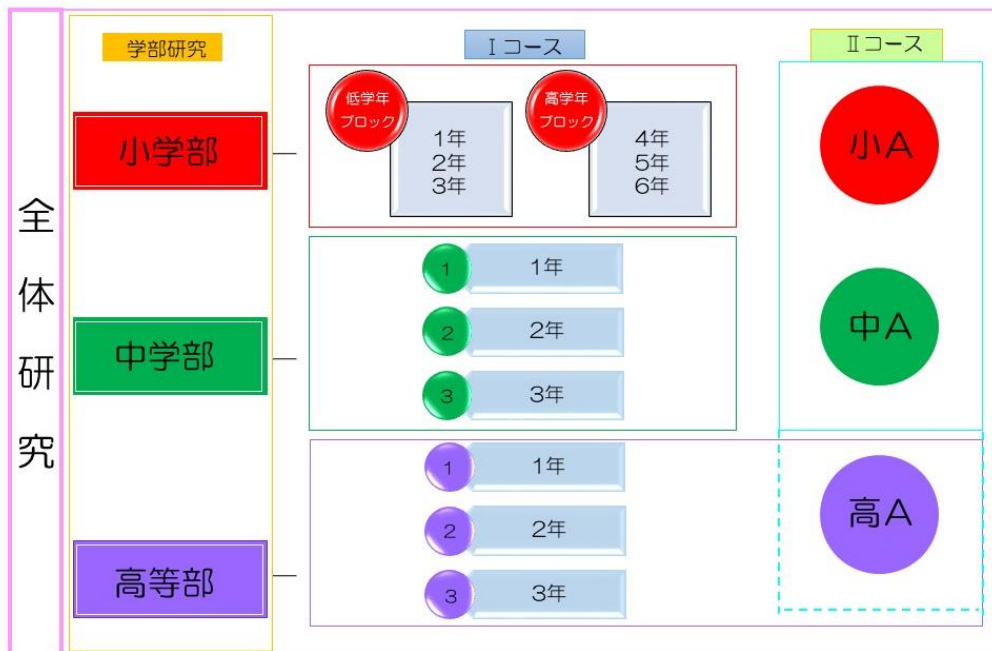 全体研究
学部研究
Ⅰコース
Ⅱコース
小学部
低学年
ブロック
1年
2年
3年
高学年
ブロック
4年
5年
6年
小A
中学部
1
1年
2
2年
3
3年
中A
高等部
1
1年
2
2年
3
3年
高A